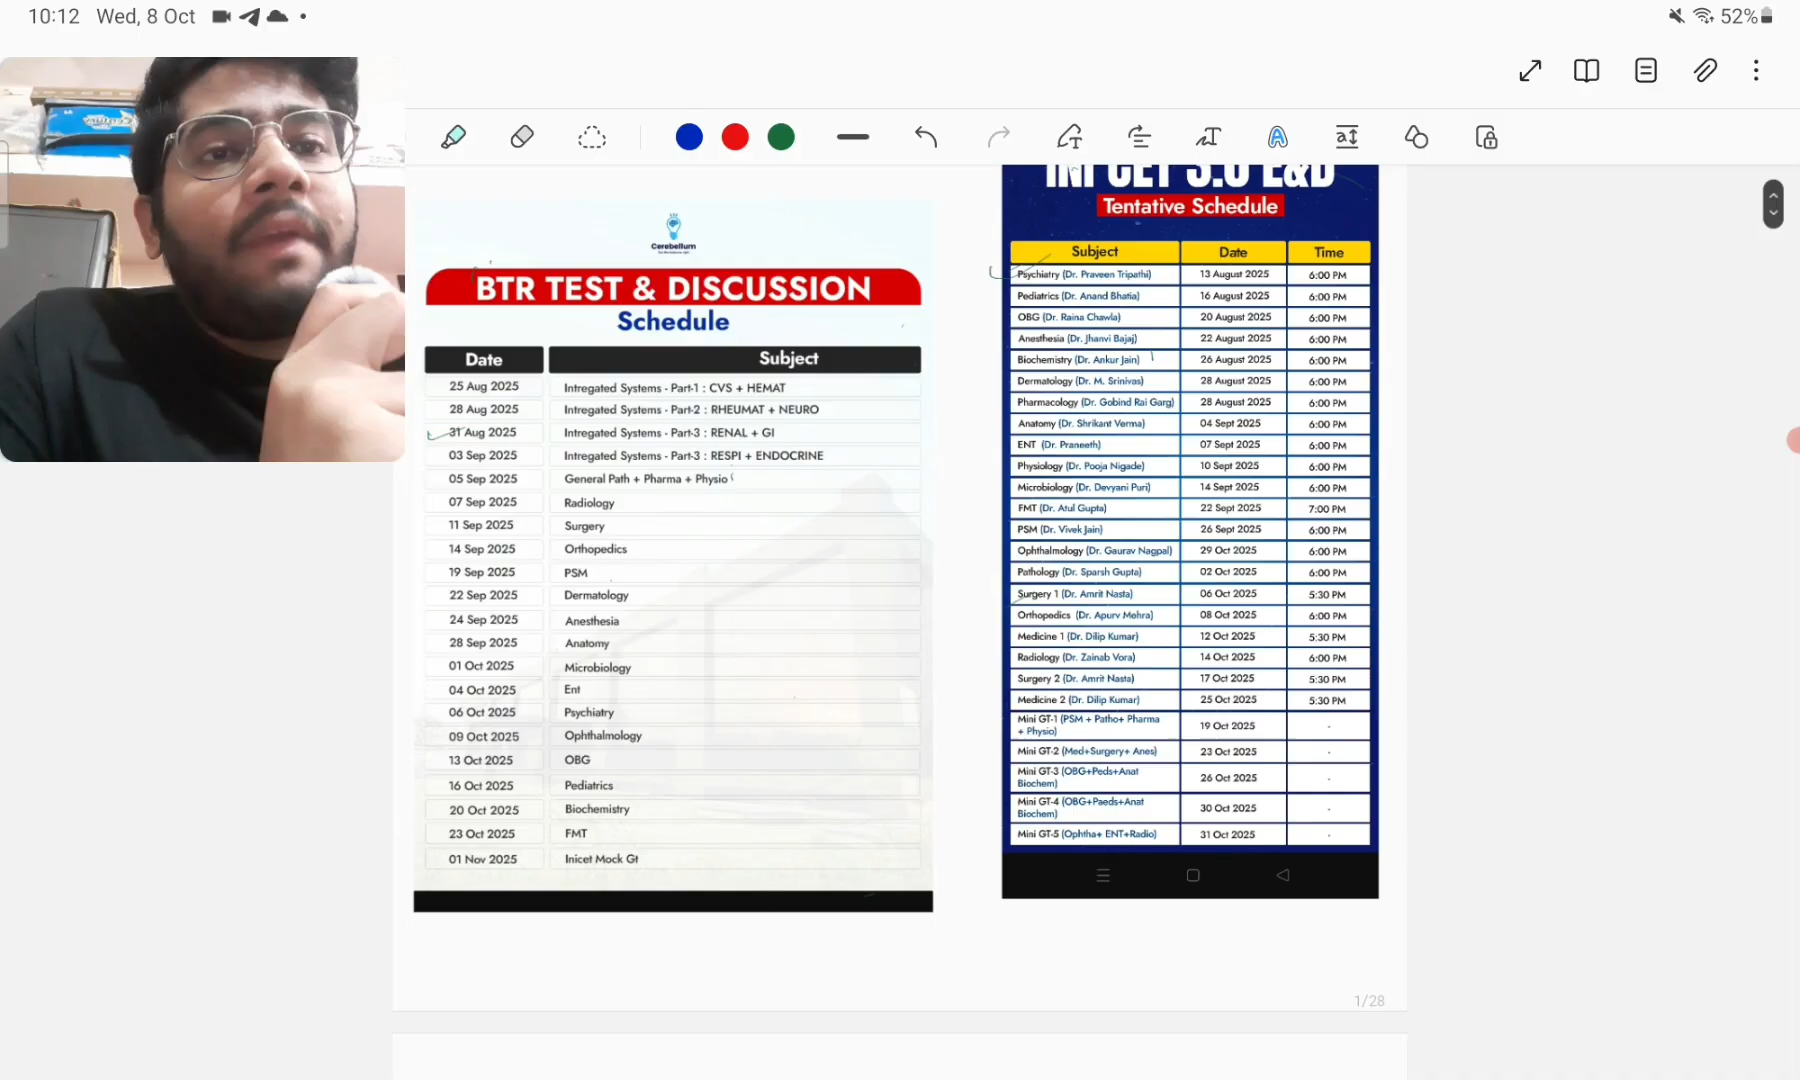 10:12 Wed, 8 Oct
52%
Cerebellum
BTR TEST & DISCUSSION
Schedule
Date Subject
25 Aug 2025 Intregated Systems - Part-1 : CVS + HEMAT
28 Aug 2025 Intregated Systems - Part-2 : RHEUMAT + NEURO
31 Aug 2025 Intregated Systems - Part-3 : RENAL + GI
03 Sep 2025 Intregated Systems - Part-3 : RESPI + ENDOCRINE
05 Sep 2025 General Path + Pharma + Physio
07 Sep 2025 Radiology
11 Sep 2025 Surgery
14 Sep 2025 Orthopedics
19 Sep 2025 PSM
22 Sep 2025 Dermatology
24 Sep 2025 Anesthesia
28 Sep 2025 Anatomy
01 Oct 2025 Microbiology
04 Oct 2025 Ent
06 Oct 2025 Psychiatry
09 Oct 2025 Ophthalmology
13 Oct 2025 OBG
16 Oct 2025 Pediatrics
20 Oct 2025 Biochemistry
23 Oct 2025 FMT
01 Nov 2025 Inicet Mock Gt
INI CET 3.0 E&D
Tentative Schedule
Subject Date Time
Psychiatry (Dr. Praveen Tripathi) 13 August 2025 6:00 PM
Pediatrics (Dr. Anand Bhatia) 16 August 2025 6:00 PM
OBG (Dr. Raina Chawla) 20 August 2025 6:00 PM
Anesthesia (Dr. Jhanvi Bajaj) 22 August 2025 6:00 PM
Biochemistry (Dr. Ankur Jain) 26 August 2025 6:00 PM
Dermatology (Dr. M. Srinivas) 28 August 2025 6:00 PM
Pharmacology (Dr. Gobind Rai Garg) 28 August 2025 6:00 PM
Anatomy (Dr. Shrikant Verma) 04 Sept 2025 6:00 PM
ENT (Dr. Praneeth) 07 Sept 2025 6:00 PM
Physiology (Dr. Pooja Nigade) 10 Sept 2025 6:00 PM
Microbiology (Dr. Devyani Puri) 14 Sept 2025 6:00 PM
FMT (Dr. Atul Gupta) 22 Sept 2025 7:00 PM
PSM (Dr. Vivek Jain) 26 Sept 2025 6:00 PM
Ophthalmology (Dr. Gaurav Nagpal) 29 Oct 2025 6:00 PM
Pathology (Dr. Sparsh Gupta) 02 Oct 2025 6:00 PM
Surgery 1 (Dr. Amrit Nasta) 06 Oct 2025 5:30 PM
Orthopedics (Dr. Apurv Mehra) 08 Oct 2025 6:00 PM
Medicine 1 (Dr. Dilip Kumar) 12 Oct 2025 5:30 PM
Radiology (Dr. Zainab Vora) 14 Oct 2025 6:00 PM
Surgery 2 (Dr. Amrit Nasta) 17 Oct 2025 5:30 PM
Medicine 2 (Dr. Dilip Kumar) 25 Oct 2025 5:30 PM
Mini GT-1 (PSM + Patho+ Pharma
+ Physio) 19 Oct 2025 -
Mini GT-2 (Med+Surgery+ Anes) 23 Oct 2025 -
Mini GT-3 (OBG+Peds+Anat
Biochem) 26 Oct 2025 -
Mini GT-4 (OBG+Paeds+Anat
Biochem) 30 Oct 2025 -
Mini GT-5 (Ophtha+ ENT+Radio) 31 Oct 2025 -
1/28